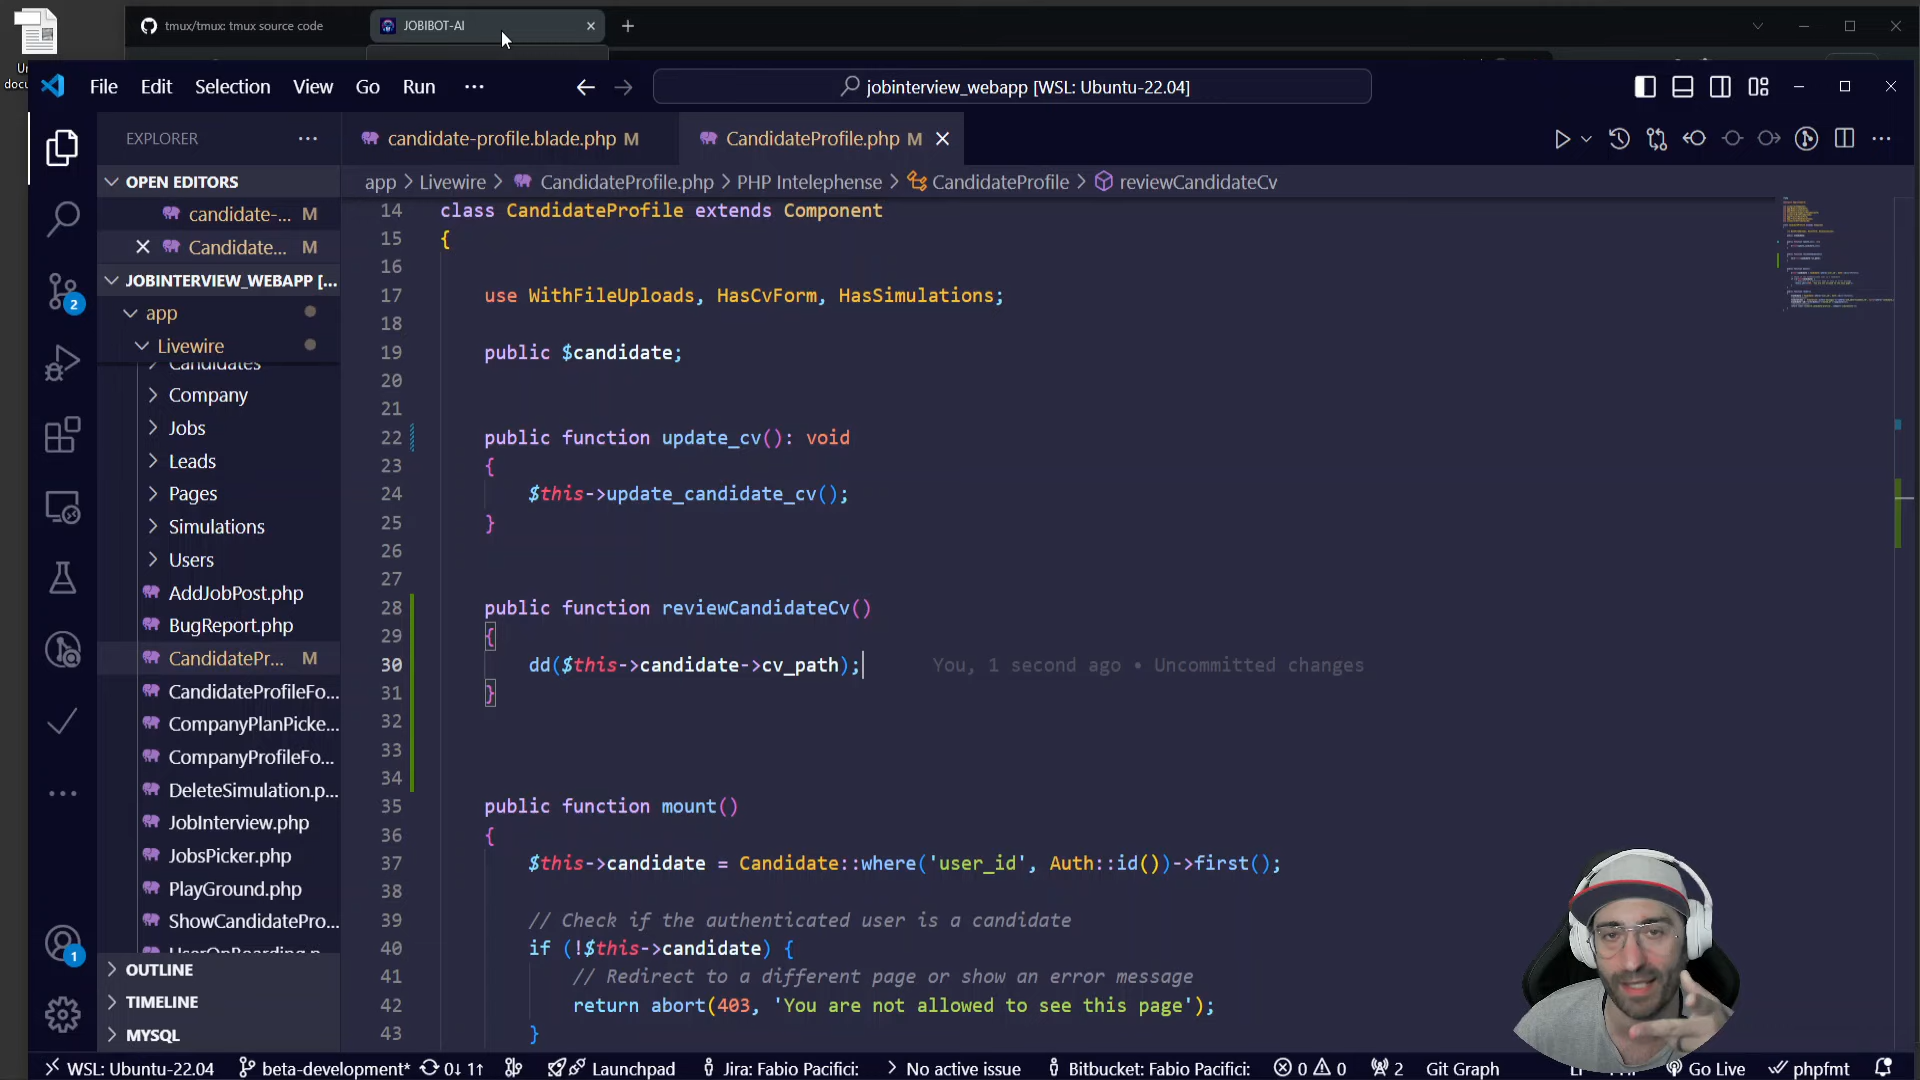 tmux/tmux: tmux source code
JOBIBOT-AI
File Edit Selection View Go Run
jobinterview_webapp [WSL: Ubuntu-22.04]
EXPLORER
candidate-profile.blade.php M
CandidateProfile.php M
OPEN EDITORS
app > Livewire > CandidateProfile.php > PHP Intelephense > CandidateProfile > reviewCandidateCv
candidate-... M
Candidate... M
JOBINTERVIEW_WEBAPP [...
2
app
Livewire
Candidates
Company
Jobs
Leads
Pages
Simulations
Users
AddJobPost.php
BugReport.php
CandidatePr... M
CandidateProfileFo...
CompanyPlanPicke...
CompanyProfileFo...
DeleteSimulation.p...
JobInterview.php
JobsPicker.php
PlayGround.php
ShowCandidatePro...
1
OUTLINE
TIMELINE
MYSQL
14 class CandidateProfile extends Component
15 {
16
17 use WithFileUploads, HasCvForm, HasSimulations;
18
19 public $candidate;
20
21
22 public function update_cv(): void
23 {
24 $this->update_candidate_cv();
25 }
26
27
28 public function reviewCandidateCv()
29 {
30 dd($this->candidate->cv_path); You, 1 second ago • Uncommitted changes
31 }
32
33
34
35 public function mount()
36 {
37 $this->candidate = Candidate::where('user_id', Auth::id())->first();
38
39 // Check if the authenticated user is a candidate
40 if (!$this->candidate) {
41 // Redirect to a different page or show an error message
42 return abort(403, 'You are not allowed to see this page');
43 }
WSL: Ubuntu-22.04 beta-development* 0↓ 1↑ Launchpad Jira: Fabio Pacifici: No active issue Bitbucket: Fabio Pacifici: 0 0 2 Git Graph Go Live phpfmt